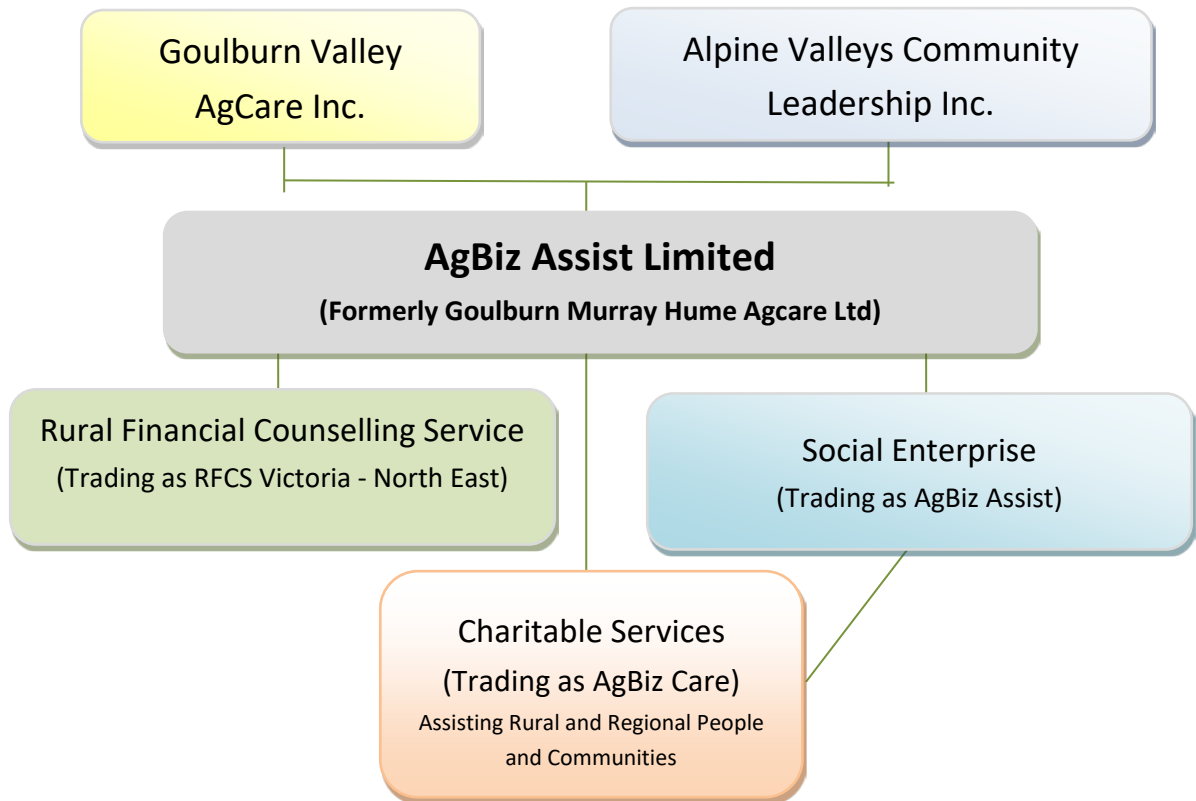 Goulburn Valley
AgCare Inc.
Alpine Valleys Community
Leadership Inc.
AgBiz Assist Limited
(Formerly Goulburn Murray Hume Agcare Ltd)
Rural Financial Counselling Service
(Trading as RFCS Victoria - North East)
Social Enterprise
(Trading as AgBiz Assist)
Charitable Services
(Trading as AgBiz Care)
Assisting Rural and Regional People
and Communities